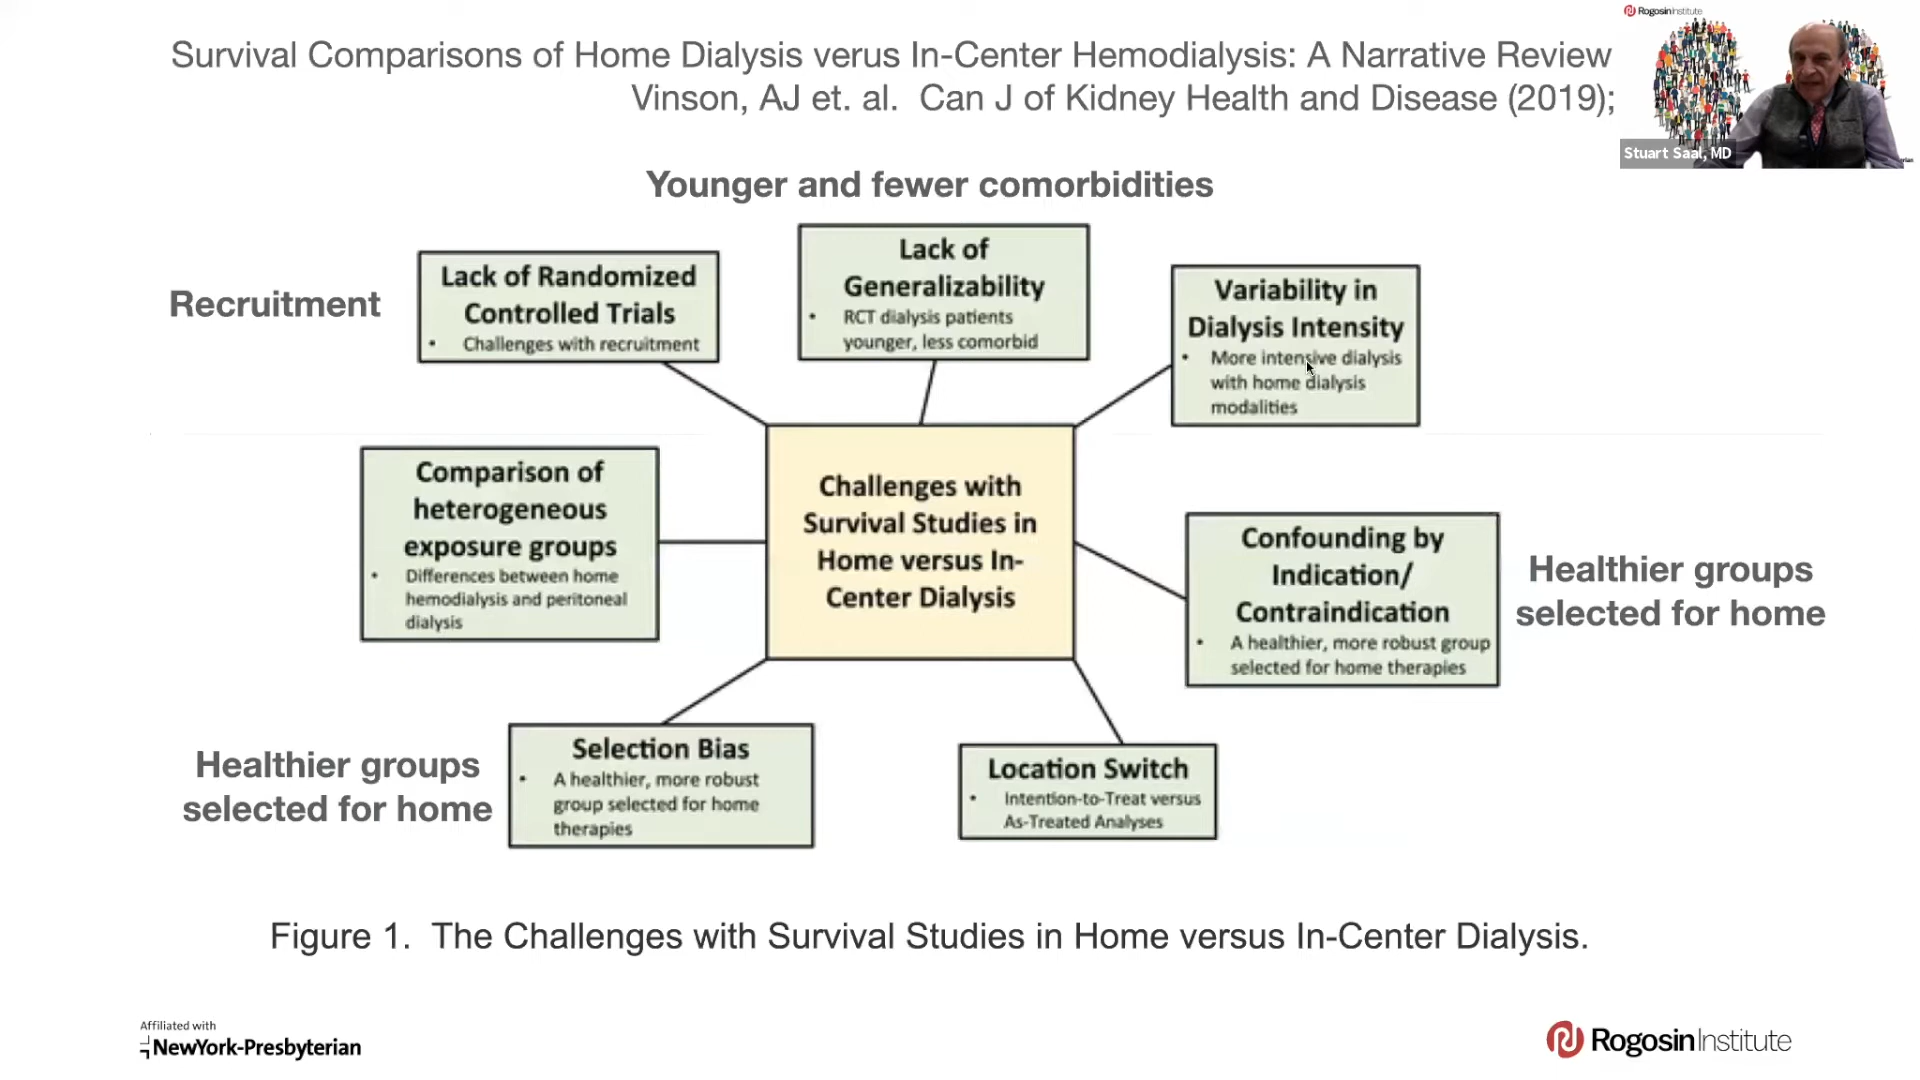 Rogosin Institute
Survival Comparisons of Home Dialysis verus In-Center Hemodialysis: A Narrative Review
Vinson, AJ et. al. Can J of Kidney Health and Disease (2019);
Stuart Saal, MD
Younger and fewer comorbidities
Recruitment
Lack of Randomized
Controlled Trials
• Challenges with recruitment
Lack of
Generalizability
• RCT dialysis patients
younger, less comorbid
Variability in
Dialysis Intensity
• More intensive dialysis
with home dialysis
modalities
Comparison of
heterogeneous
exposure groups
• Differences between home
hemodialysis and peritoneal
dialysis
Challenges with
Survival Studies in
Home versus In-
Center Dialysis
Confounding by
Indication/
Contraindication
• A healthier, more robust group
selected for home therapies
Healthier groups
selected for home
Healthier groups
selected for home
Selection Bias
• A healthier, more robust
group selected for home
therapies
Location Switch
• Intention-to-Treat versus
As-Treated Analyses
Figure 1. The Challenges with Survival Studies in Home versus In-Center Dialysis.
Affiliated with
NewYork-Presbyterian
Rogosin Institute